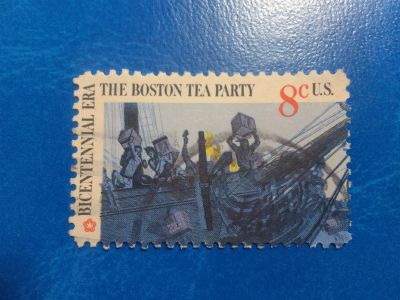 THE BOSTON TEA PARTY 8c U.S.
BICENTENNIAL ERA